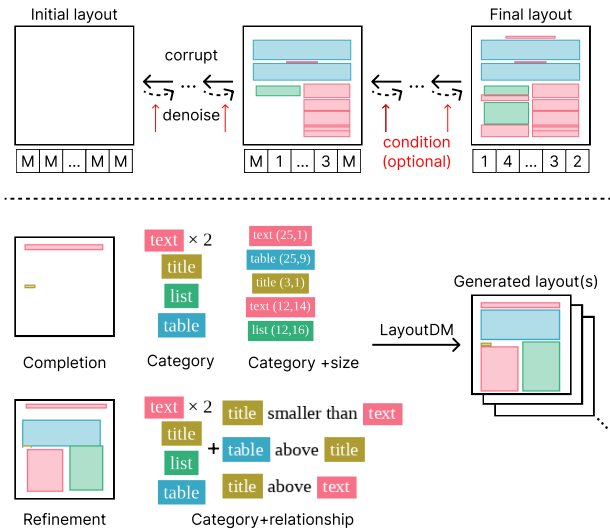 Initial layout
Final layout
corrupt
...
...
denoise
condition
(optional)
M M ... M M
M 1 ... 3 M
1 4 ... 3 2
text × 2
title
list
table
text (25,1)
table (25,9)
title (3,1)
text (12,14)
list (12,16)
Completion
Category
Category +size
LayoutDM
Generated layout(s)
text × 2
title
list
table
+
title smaller than text
table above title
title above text
Refinement
Category+relationship